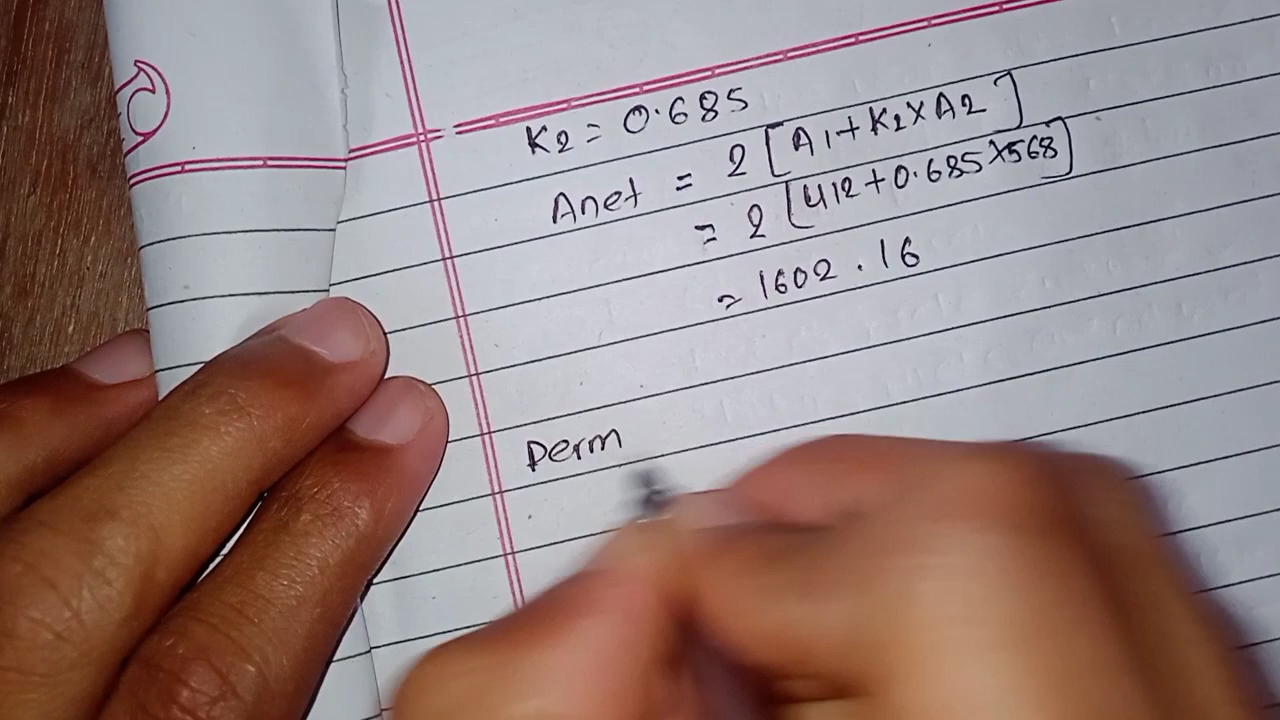 K2 = 0.685
Anet = 2 [A1+K2×A2]
= 2 [412+0.685×568]
= 1602.16
Perm